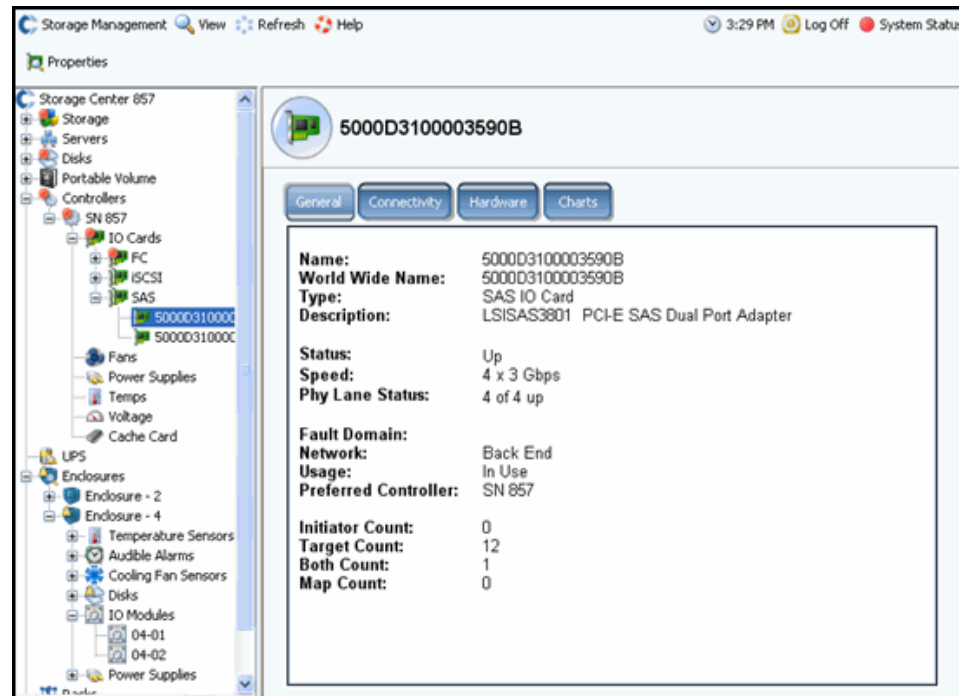 Storage Management View Refresh Help 3:29 PM Log Off System Status
Properties
Storage Center 857
Storage
Servers
Disks
Portable Volume
Controllers
SN 857
IO Cards
FC
iSCSI
SAS
5000D31000
5000D31000
Fans
Power Supplies
Temps
Voltage
Cache Card
UPS
Enclosures
Enclosure - 2
Enclosure - 4
Temperature Sensors
Audible Alarms
Cooling Fan Sensors
Disks
IO Modules
04-01
04-02
Power Supplies
5000D3100003590B
General Connectivity Hardware Charts
Name: 5000D3100003590B
World Wide Name: 5000D3100003590B
Type: SAS IO Card
Description: LSISAS3801 PCI-E SAS Dual Port Adapter
Status: Up
Speed: 4 x 3 Gbps
Phy Lane Status: 4 of 4 up
Fault Domain:
Network: Back End
Usage: In Use
Preferred Controller: SN 857
Initiator Count: 0
Target Count: 12
Both Count: 1
Map Count: 0